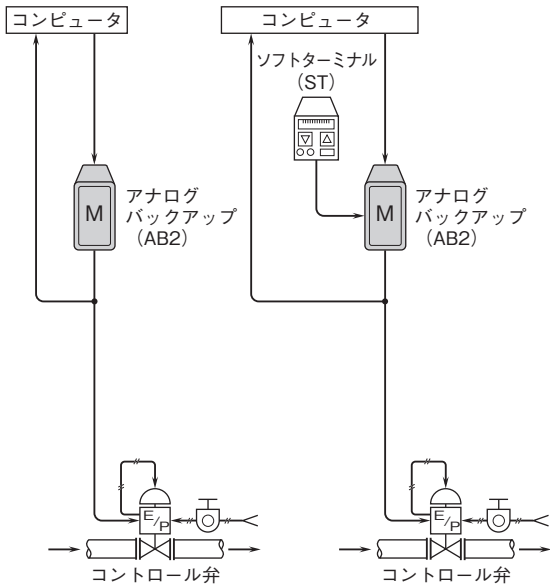 コンピュータ
M
アナログ
バックアップ
(AB2)
E/P
コントロール弁
コンピュータ
ソフトターミナル
(ST)
M
アナログ
バックアップ
(AB2)
E/P
コントロール弁